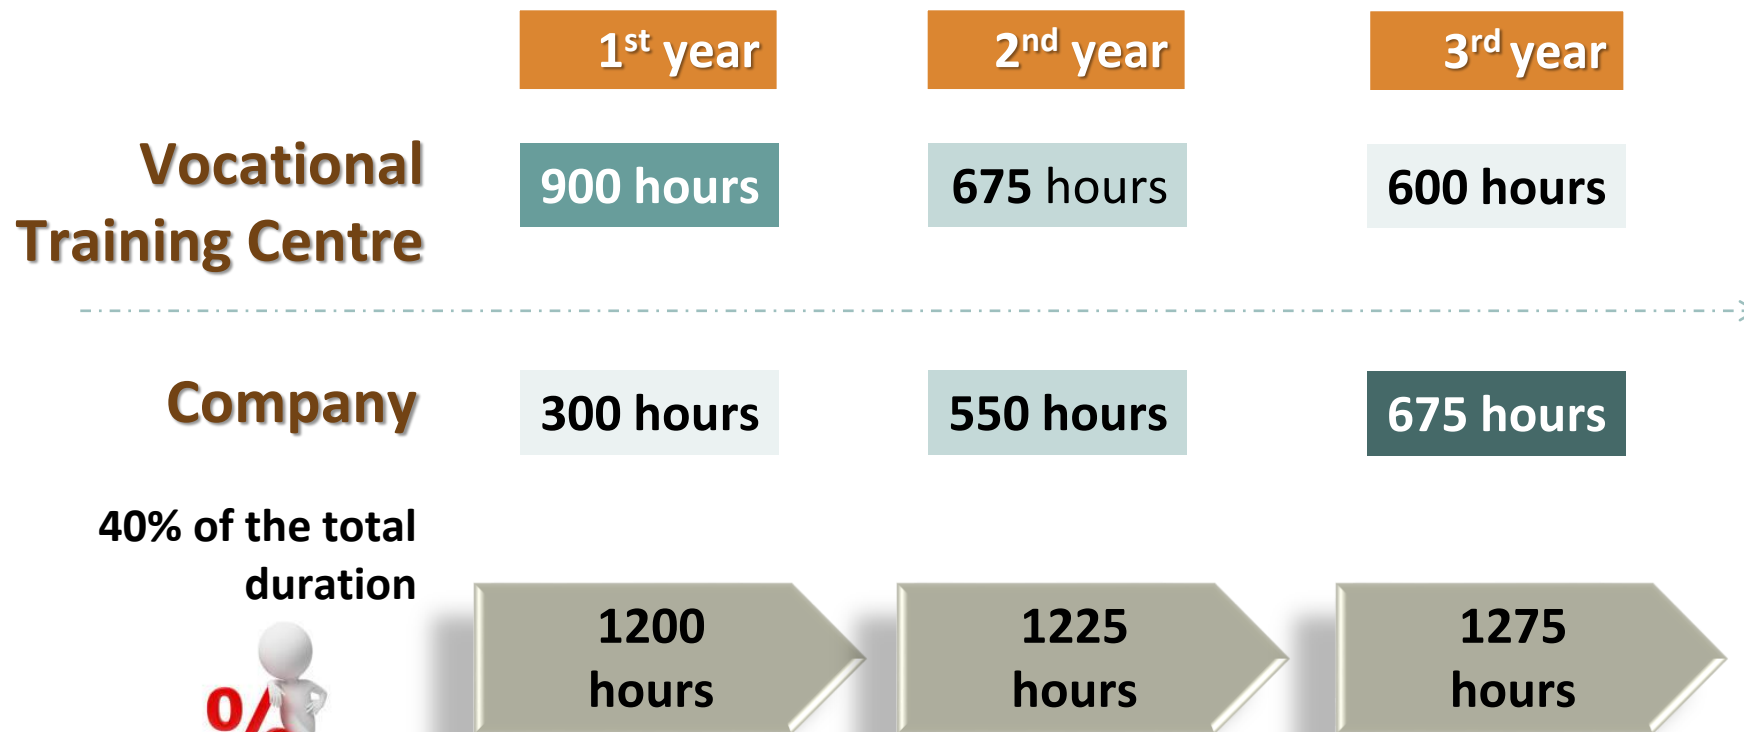 1st year 2nd year 3rd year
Vocational
Training Centre
900 hours 675 hours 600 hours
Company
300 hours 550 hours 675 hours
40% of the total
duration
1200
hours
1225
hours
1275
hours
%